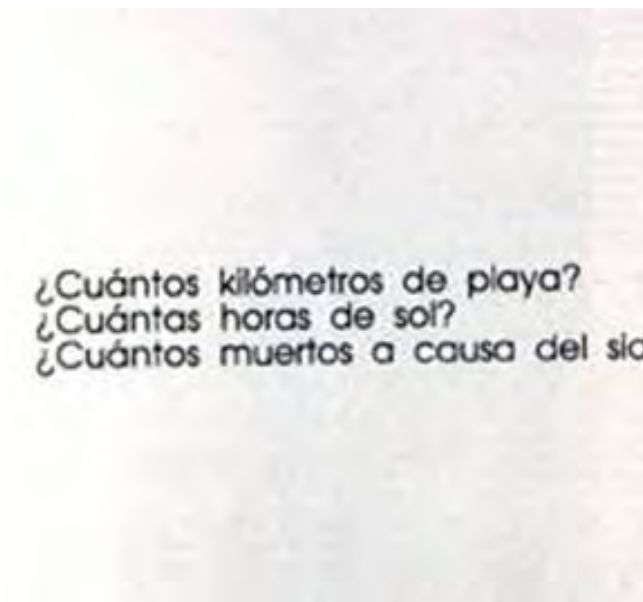 ¿Cuántos kilómetros de playa?
¿Cuántas horas de sol?
¿Cuántos muertos a causa del